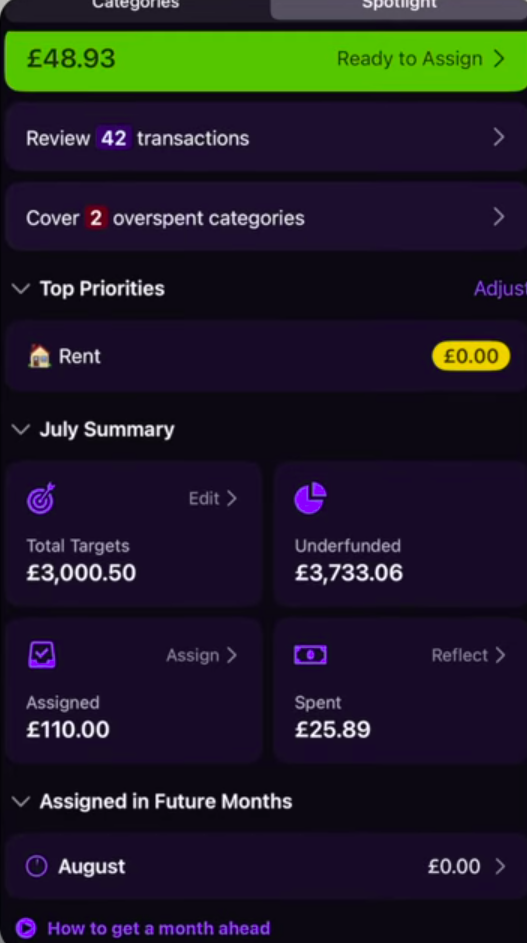 Categories Spotlight
£48.93 Ready to Assign
Review 42 transactions
Cover 2 overspent categories
Top Priorities Adjust
Rent £0.00
July Summary
Edit
Total Targets
£3,000.50
Underfunded
£3,733.06
Assign
Assigned
£110.00
Reflect
Spent
£25.89
Assigned in Future Months
August £0.00
How to get a month ahead